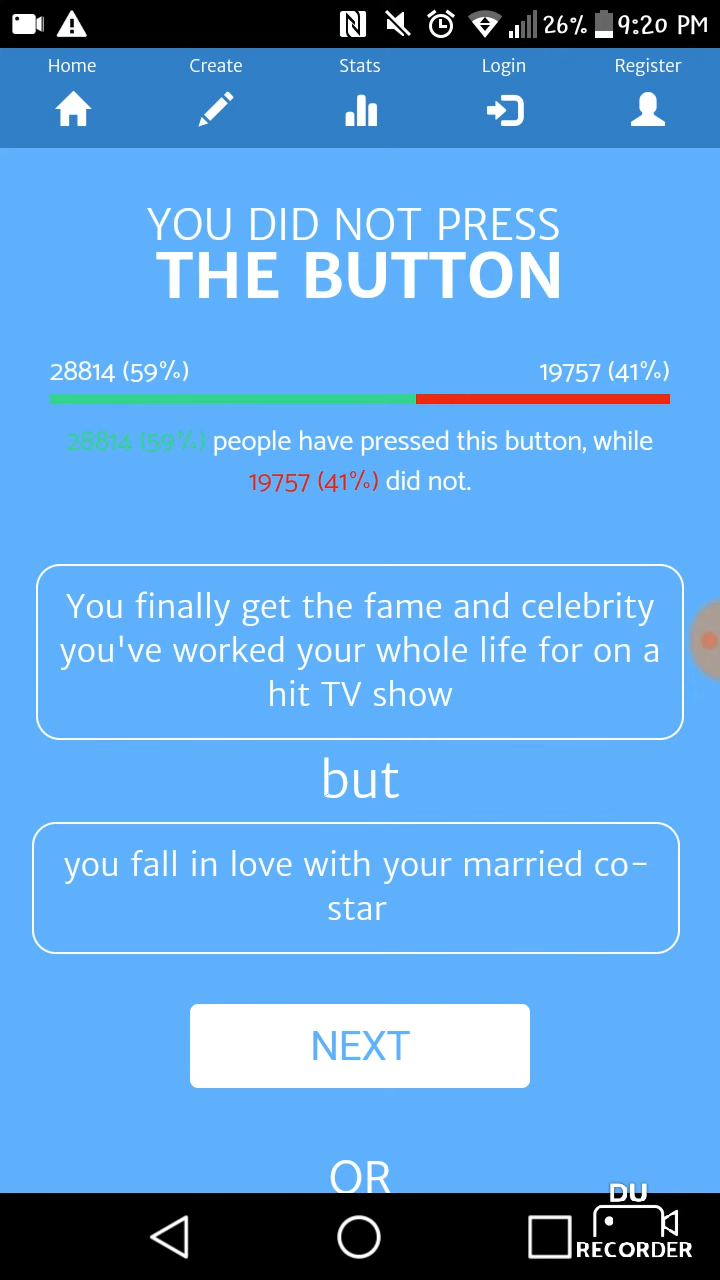 26% 9:20 PM
Home Create Stats Login Register
YOU DID NOT PRESS
THE BUTTON
28814 (59%) 19757 (41%)
28814 (59%) people have pressed this button, while
19757 (41%) did not.
You finally get the fame and celebrity
you've worked your whole life for on a
hit TV show
but
you fall in love with your married co-
star
NEXT
OR
DU
RECORDER